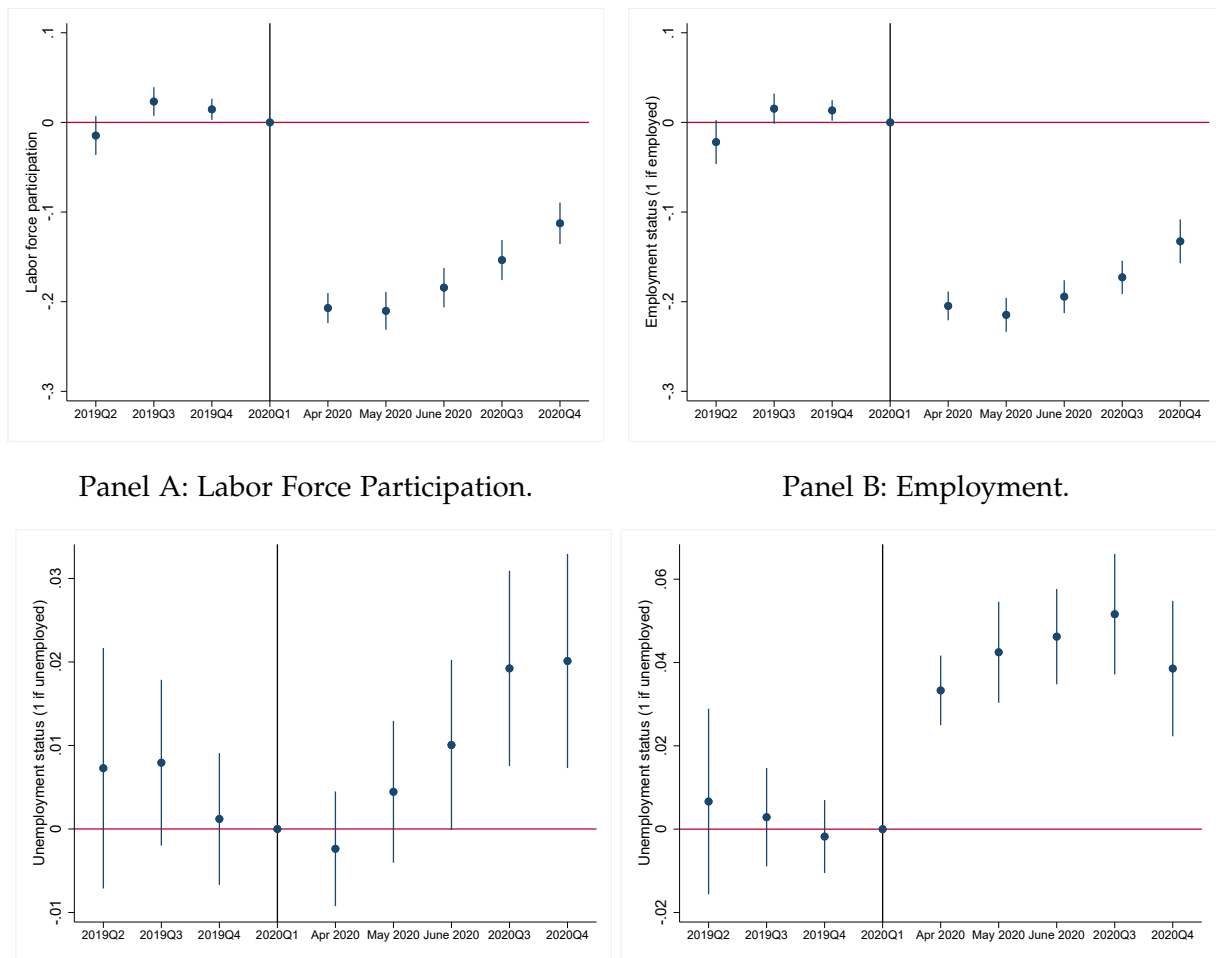 Labor force participation
.1
0
-.1
-.2
-.3
2019Q2 2019Q3 2019Q4 2020Q1 Apr 2020 May 2020 June 2020 2020Q3 2020Q4
Employment status (1 if employed)
.1
0
-.1
-.2
-.3
2019Q2 2019Q3 2019Q4 2020Q1 Apr 2020 May 2020 June 2020 2020Q3 2020Q4
Panel A: Labor Force Participation.
Panel B: Employment.
Unemployment status (1 if unemployed)
.03
.02
.01
0
-.01
2019Q2 2019Q3 2019Q4 2020Q1 Apr 2020 May 2020 June 2020 2020Q3 2020Q4
Unemployment status (1 if unemployed)
.06
.04
.02
0
-.02
2019Q2 2019Q3 2019Q4 2020Q1 Apr 2020 May 2020 June 2020 2020Q3 2020Q4